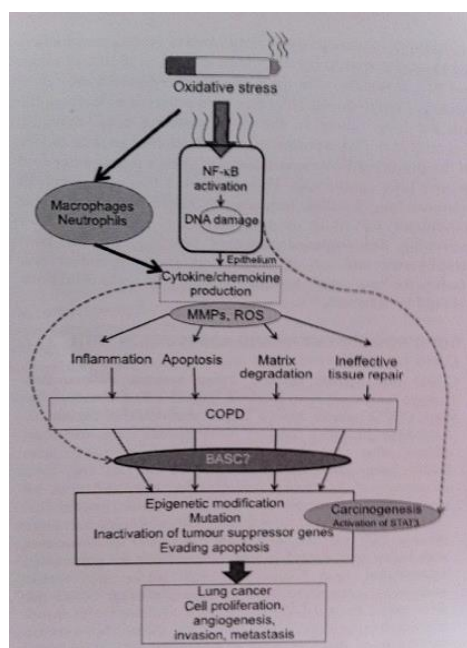 Oxidative stress
NF-κB
activation
DNA damage
Macrophages
Neutrophils
Epithelium
Cytokine/chemokine
production
MMPs, ROS
Inflammation
Apoptosis
Matrix
degradation
Ineffective
tissue repair
COPD
BASC?
Epigenetic modification
Mutation
Inactivation of tumour suppressor genes
Evading apoptosis
Carcinogenesis
Activation of STAT3
Lung cancer
Cell proliferation,
angiogenesis,
invasion, metastasis